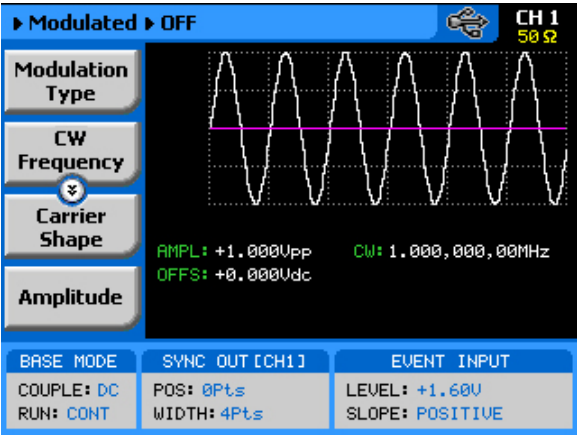 Modulated OFF
CH 1
50 Ω
Modulation
Type
CW
Frequency
Carrier
Shape
Amplitude
AMPL: +1.000Vpp CW: 1.000,000,00MHz
OFFS: +0.000Vdc
BASE MODE
COUPLE: DC
RUN: CONT
SYNC OUT [CH1]
POS: 0Pts
WIDTH: 4Pts
EVENT INPUT
LEVEL: +1.60V
SLOPE: POSITIVE